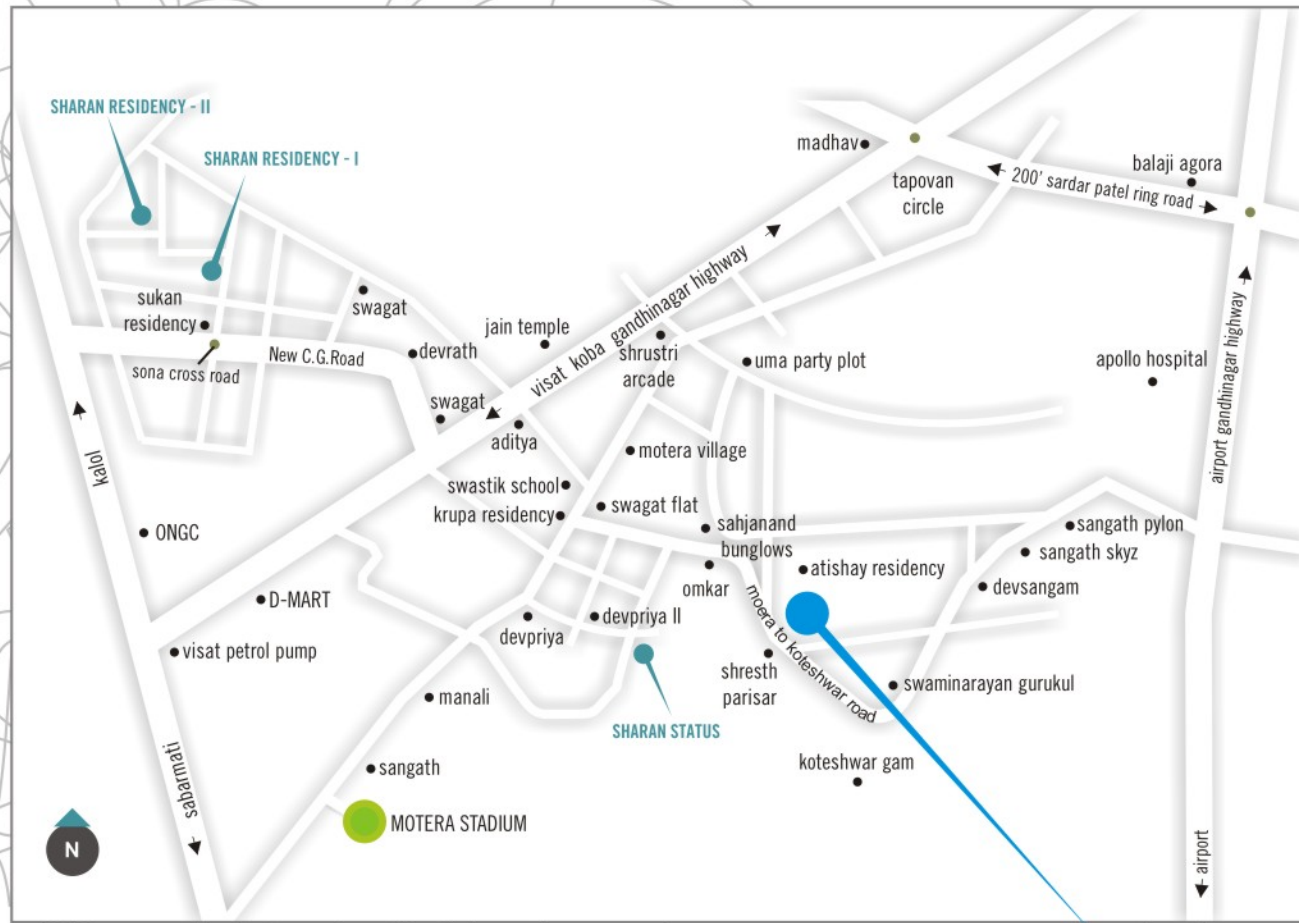 SHARAN RESIDENCY - II
SHARAN RESIDENCY - I
madhav
tapovan
circle
200' sardar patel ring road
balaji agora
sukan
residency
swagat
sona cross road
New C.G.Road
devrath
jain temple
visat koba gandhinagar highway
shrustri
arcade
uma party plot
apollo hospital
airport gandhinagar highway
swagat
aditya
kalol
motera village
swastik school
krupa residency
swagat flat
sahjanand
bunglows
ONGC
omkar
atishay residency
sangath pylon
sangath skyz
devsangam
D-MART
devpriya
devpriya II
moera to koteshwar road
visat petrol pump
shresth
parisar
swaminarayan gurukul
manali
SHARAN STATUS
sangath
koteshwar gam
sabarmati
MOTERA STADIUM
airport
N